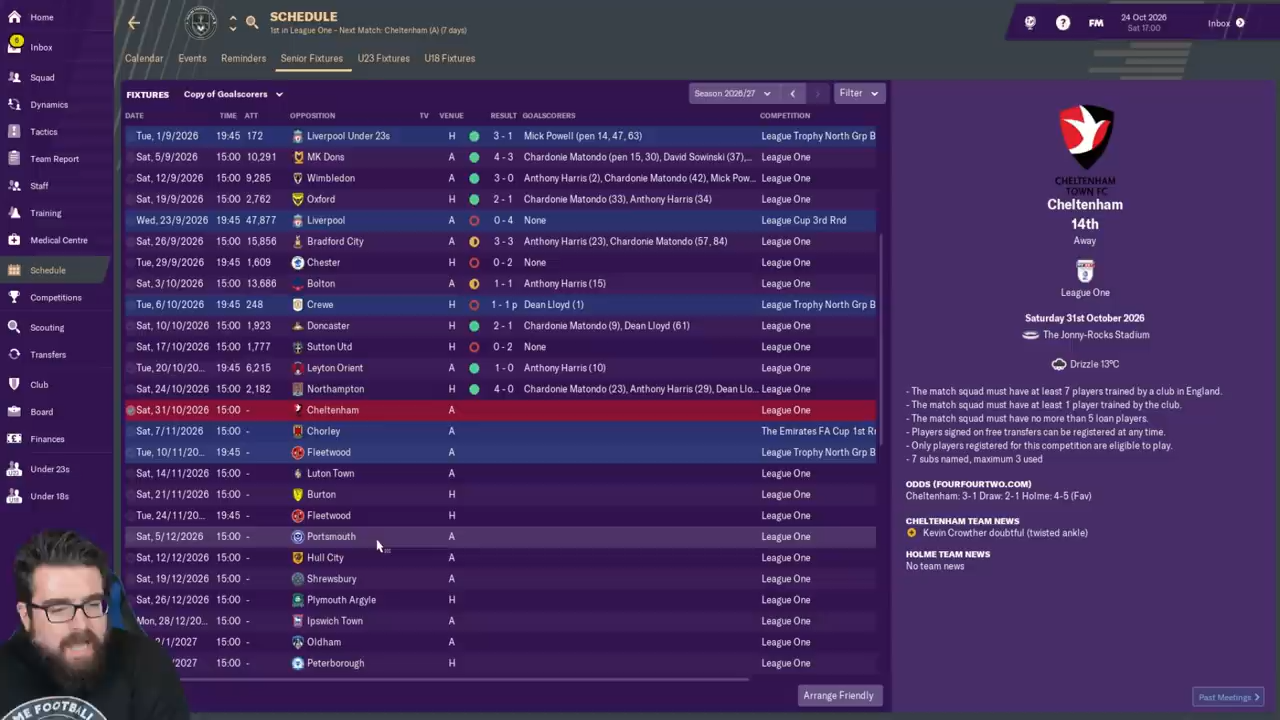 Home
6
Inbox
Squad
Dynamics
Tactics
Team Report
Staff
Training
Medical Centre
Schedule
Competitions
Scouting
Transfers
Club
Board
Finances
Under 23s
Under 18s
SCHEDULE
1st in League One - Next Match: Cheltenham (A) (7 days)
FM
24 Oct 2026
Sat 17:00
Inbox
Calendar Events Reminders Senior Fixtures U23 Fixtures U18 Fixtures
FIXTURES Copy of Goalscorers Season 2026/27 Filter
DATE TIME ATT OPPOSITION TV VENUE RESULT GOALSCORERS COMPETITION
Tue, 1/9/2026 19:45 172 Liverpool Under 23s H 3 - 1 Mick Powell (pen 14, 47, 63) League Trophy North Grp B
Sat, 5/9/2026 15:00 10,291 MK Dons A 4 - 3 Chardonie Matondo (pen 15, 30), David Sowinski (37),... League One
Sat, 12/9/2026 15:00 9,285 Wimbledon A 3 - 0 Anthony Harris (2), Chardonie Matondo (42), Mick Pow... League One
Sat, 19/9/2026 15:00 2,762 Oxford H 2 - 1 Chardonie Matondo (33), Anthony Harris (34) League One
Wed, 23/9/2026 19:45 47,877 Liverpool A 0 - 4 None League Cup 3rd Rnd
Sat, 26/9/2026 15:00 15,856 Bradford City A 3 - 3 Anthony Harris (23), Chardonie Matondo (57, 84) League One
Tue, 29/9/2026 19:45 1,609 Chester H 0 - 2 None League One
Sat, 3/10/2026 15:00 13,686 Bolton A 1 - 1 Anthony Harris (15) League One
Tue, 6/10/2026 19:45 248 Crewe H 1 - 1 p Dean Lloyd (1) League Trophy North Grp B
Sat, 10/10/2026 15:00 1,923 Doncaster H 2 - 1 Chardonie Matondo (9), Dean Lloyd (61) League One
Sat, 17/10/2026 15:00 1,777 Sutton Utd H 0 - 2 None League One
Tue, 20/10/20... 19:45 6,215 Leyton Orient A 1 - 0 Anthony Harris (10) League One
Sat, 24/10/2026 15:00 2,182 Northampton H 4 - 0 Chardonie Matondo (23), Anthony Harris (29), Dean Llo... League One
Sat, 31/10/2026 15:00 - Cheltenham A League One
Sat, 7/11/2026 15:00 - Chorley A The Emirates FA Cup 1st Rn
Tue, 10/11/20... 19:45 - Fleetwood A League Trophy North Grp B
Sat, 14/11/2026 15:00 - Luton Town A League One
Sat, 21/11/2026 15:00 - Burton H League One
Tue, 24/11/20... 19:45 - Fleetwood H League One
Sat, 5/12/2026 15:00 - Portsmouth A League One
Sat, 12/12/2026 15:00 - Hull City A League One
Sat, 19/12/2026 15:00 - Shrewsbury A League One
Sat, 26/12/2026 15:00 - Plymouth Argyle H League One
Mon, 28/12/20... 15:00 - Ipswich Town A League One
/1/2027 15:00 - Oldham A League One
/2027 15:00 - Peterborough H League One
Arrange Friendly
CHELTENHAM
TOWN FC
Cheltenham
14th
Away
League One
Saturday 31st October 2026
The Jonny-Rocks Stadium
Drizzle 13ºC
- The match squad must have at least 7 players trained by a club in England.
- The match squad must have at least 1 player trained by the club.
- The match squad must have no more than 5 loan players.
- Players signed on free transfers can be registered at any time.
- Only players registered for this competition are eligible to play.
- 7 subs named, maximum 3 used
ODDS (FOURFOURTWO.COM)
Cheltenham: 3-1 Draw: 2-1 Holme: 4-5 (Fav)
CHELTENHAM TEAM NEWS
Kevin Crowther doubtful (twisted ankle)
HOLME TEAM NEWS
No team news
Past Meetings